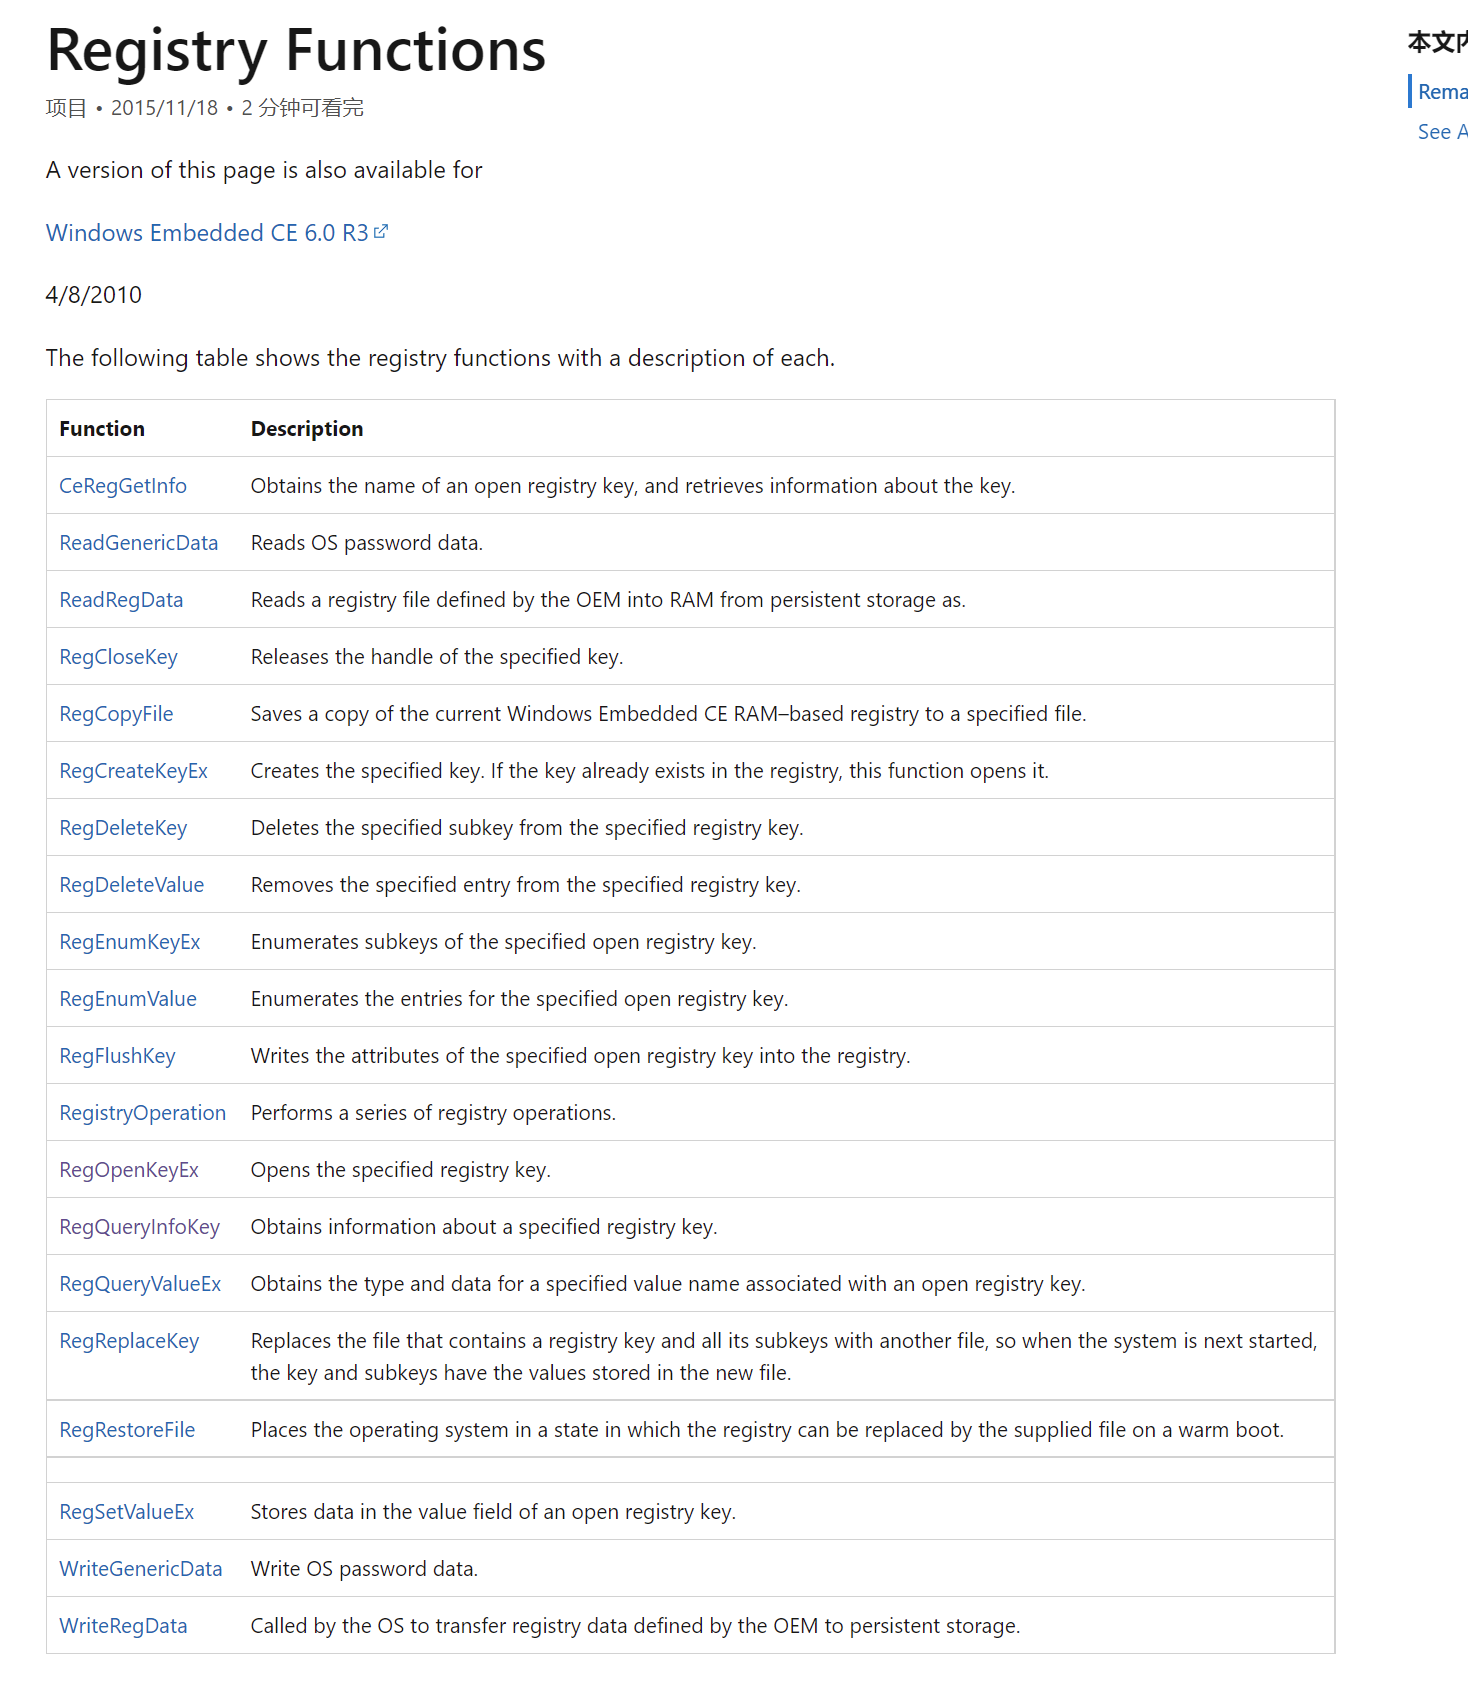 Registry Functions
项目 • 2015/11/18 • 2 分钟可看完
A version of this page is also available for
Windows Embedded CE 6.0 R3
4/8/2010
The following table shows the registry functions with a description of each.
Function Description
CeRegGetInfo Obtains the name of an open registry key, and retrieves information about the key.
ReadGenericData Reads OS password data.
ReadRegData Reads a registry file defined by the OEM into RAM from persistent storage as.
RegCloseKey Releases the handle of the specified key.
RegCopyFile Saves a copy of the current Windows Embedded CE RAM–based registry to a specified file.
RegCreateKeyEx Creates the specified key. If the key already exists in the registry, this function opens it.
RegDeleteKey Deletes the specified subkey from the specified registry key.
RegDeleteValue Removes the specified entry from the specified registry key.
RegEnumKeyEx Enumerates subkeys of the specified open registry key.
RegEnumValue Enumerates the entries for the specified open registry key.
RegFlushKey Writes the attributes of the specified open registry key into the registry.
RegistryOperation Performs a series of registry operations.
RegOpenKeyEx Opens the specified registry key.
RegQueryInfoKey Obtains information about a specified registry key.
RegQueryValueEx Obtains the type and data for a specified value name associated with an open registry key.
RegReplaceKey Replaces the file that contains a registry key and all its subkeys with another file, so when the system is next started,
the key and subkeys have the values stored in the new file.
RegRestoreFile Places the operating system in a state in which the registry can be replaced by the supplied file on a warm boot.
RegSetValueEx Stores data in the value field of an open registry key.
WriteGenericData Write OS password data.
WriteRegData Called by the OS to transfer registry data defined by the OEM to persistent storage.
本文
Rema
See A